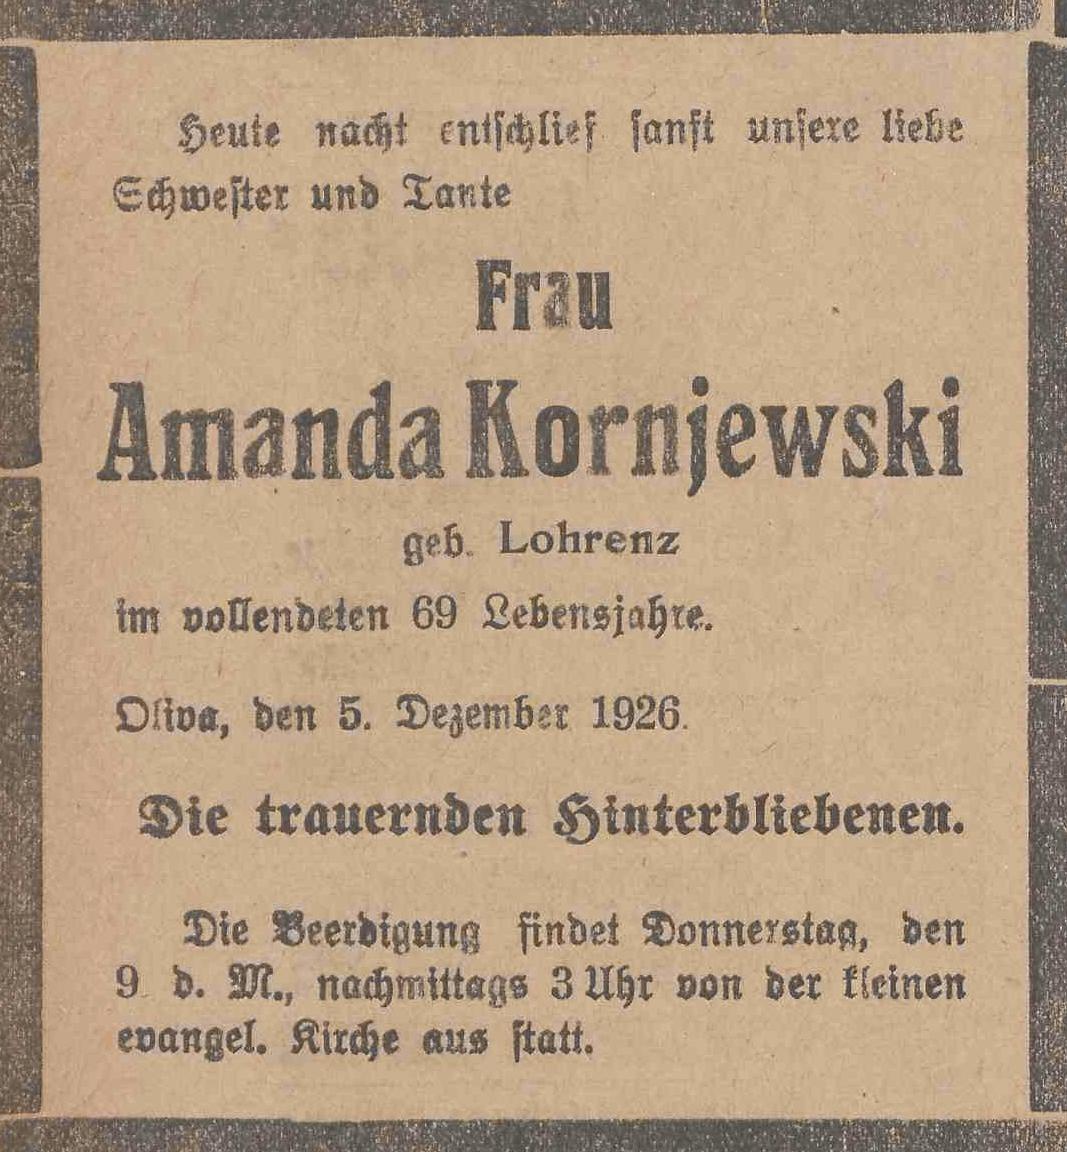 Heute nacht entschlief sanft unsere liebe
Schwester und Tante
Frau
Amanda Kornjewski
geb. Lohrenz
im vollendeten 69 Lebensjahre.
Oliva, den 5. Dezember 1926.
Die trauernden Hinterbliebenen.
Die Beerdigung findet Donnerstag, den
9. d. M., nachmittags 3 Uhr von der kleinen
evangel. Kirche aus statt.